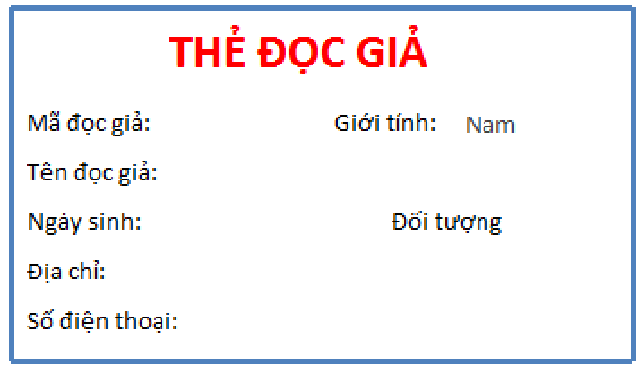 THẺ ĐỌC GIẢ
Mã đọc giả: Giới tính: Nam
Tên đọc giả:
Ngày sinh: Đối tượng
Địa chỉ:
Số điện thoại: